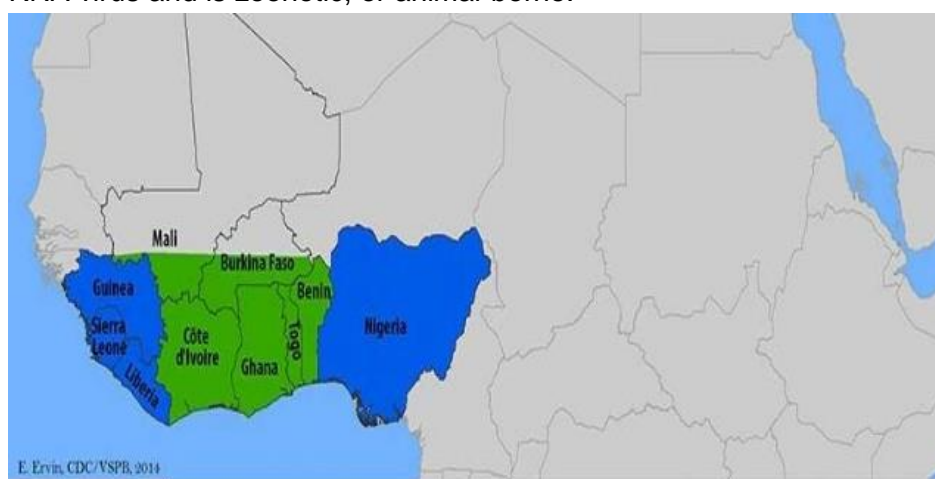 Mali
Burkina Faso
Guinea
Benin
Sierra
Leone
Côte
d'Ivoire
Togo
Nigeria
Ghana
Liberia
E. Ervin, CDC/VSPB, 2014